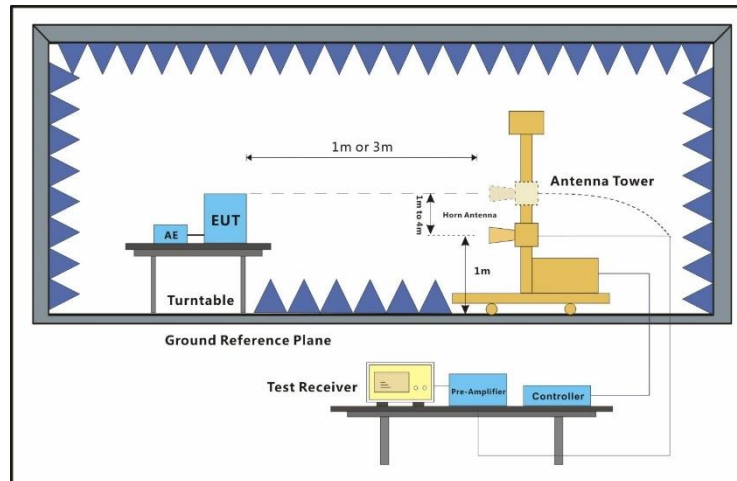 1m or 3m
Antenna Tower
1m to 4m
Horn Antenna
EUT
AE
1m
Turntable
Ground Reference Plane
Test Receiver
Pre-Amplifier
Controller